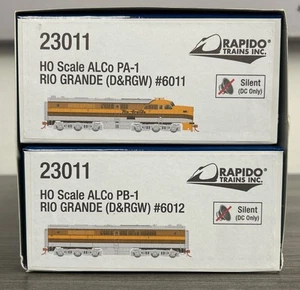 23011
RAPIDO®
TRAINS INC.
HO Scale ALCo PA-1
RIO GRANDE (D&RGW) #6011
Silent
(DC Only)
23011
RAPIDO®
TRAINS INC.
HO Scale ALCo PB-1
RIO GRANDE (D&RGW) #6012
Silent
(DC Only)